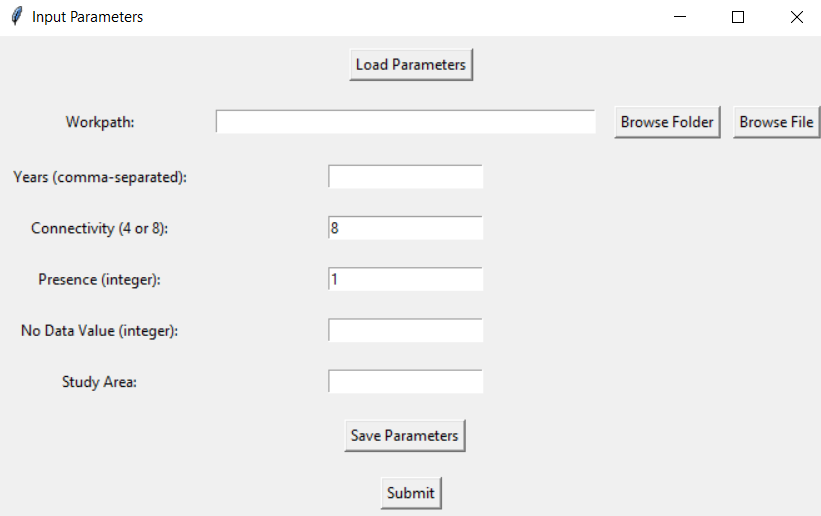 Input Parameters
Load Parameters
Workpath: Browse Folder Browse File
Years (comma-separated):
Connectivity (4 or 8): 8
Presence (integer): 1
No Data Value (integer):
Study Area:
Save Parameters
Submit